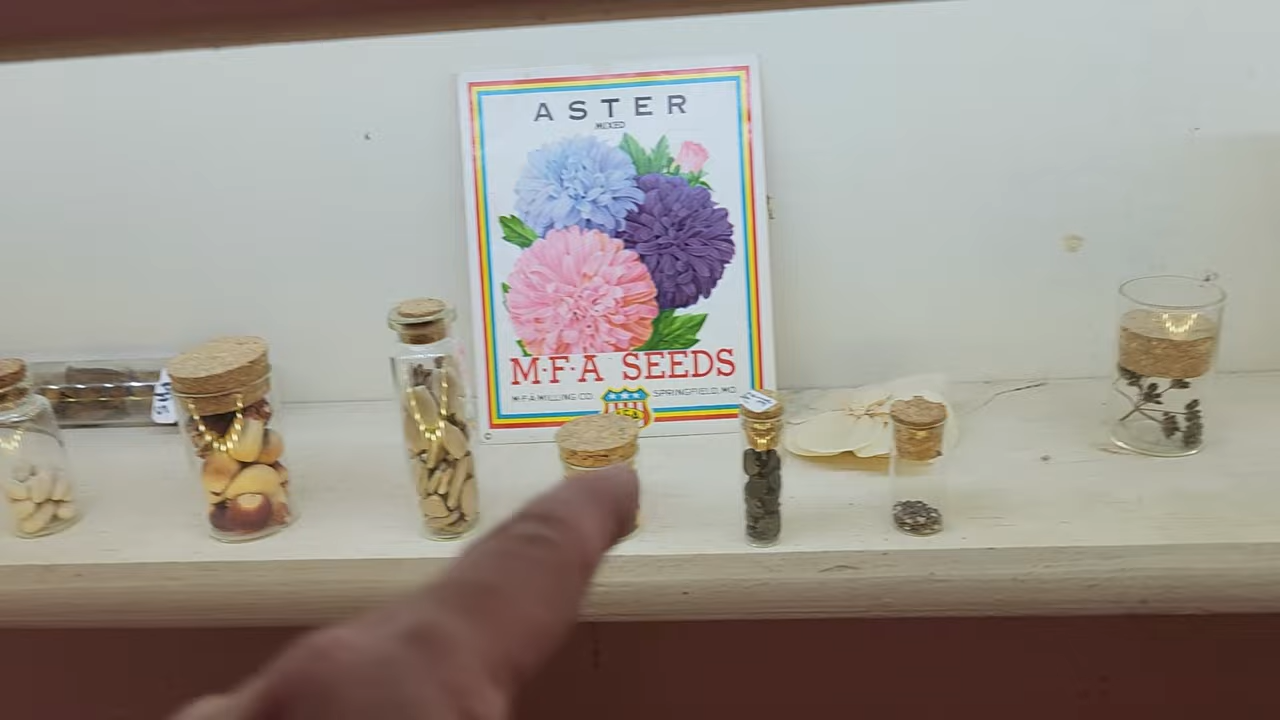 ASTER
MIXED
M·F·A SEEDS
M·F·A MILLING CO. SPRINGFIELD, MO.